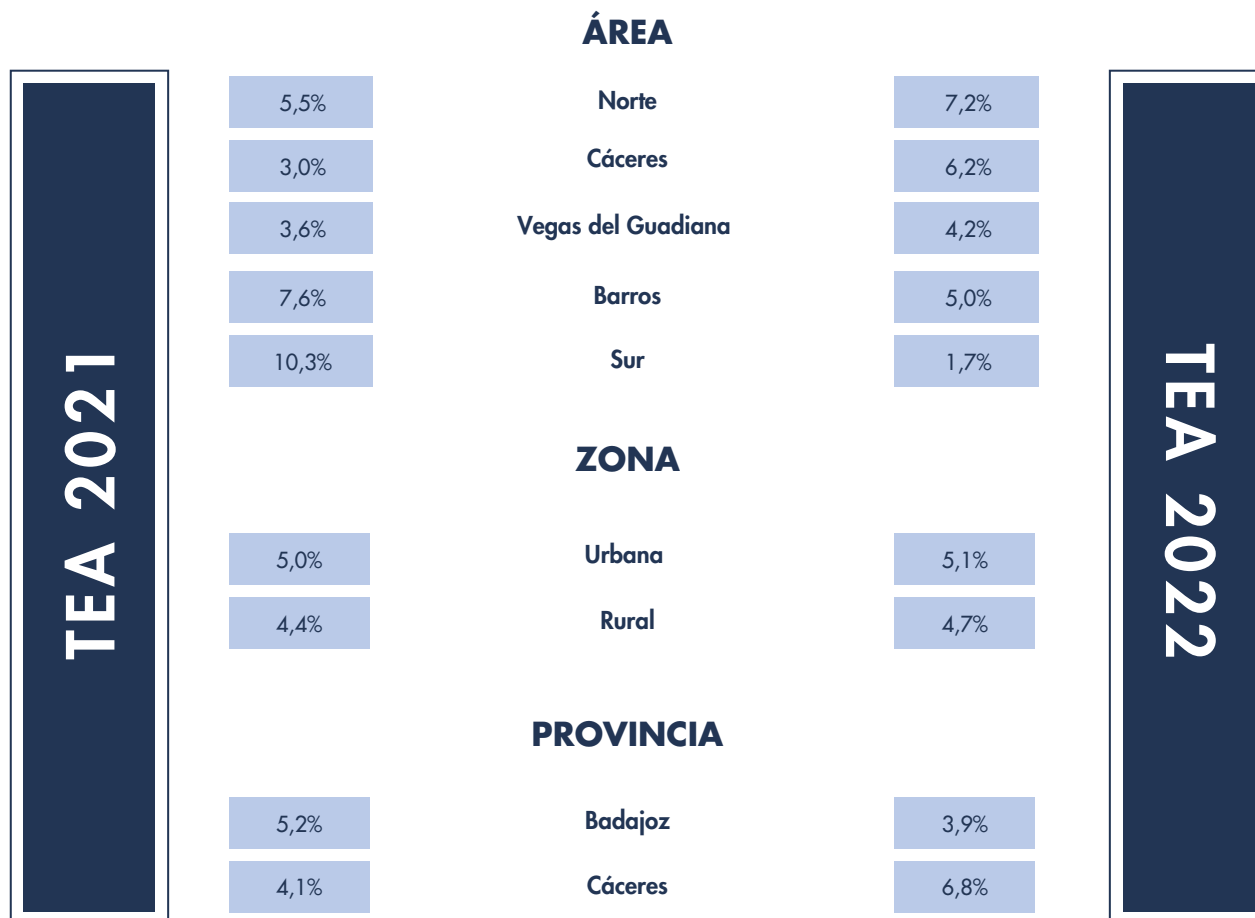 ÁREA
5,5% Norte 7,2%
3,0% Cáceres 6,2%
3,6% Vegas del Guadiana 4,2%
7,6% Barros 5,0%
10,3% Sur 1,7%
TEA 2021
TEA 2022
ZONA
5,0% Urbana 5,1%
4,4% Rural 4,7%
PROVINCIA
5,2% Badajoz 3,9%
4,1% Cáceres 6,8%